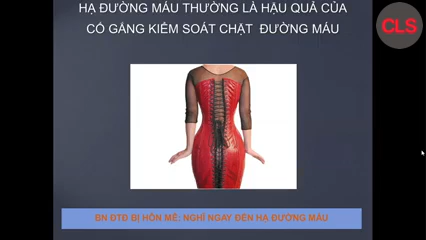 HẠ ĐƯỜNG MÁU THƯỜNG LÀ HẬU QUẢ CỦA
CỐ GẮNG KIỂM SOÁT CHẶT ĐƯỜNG MÁU
CLS
BN ĐTĐ BỊ HÔN MÊ: NGHĨ NGAY ĐẾN HẠ ĐƯỜNG MÁU